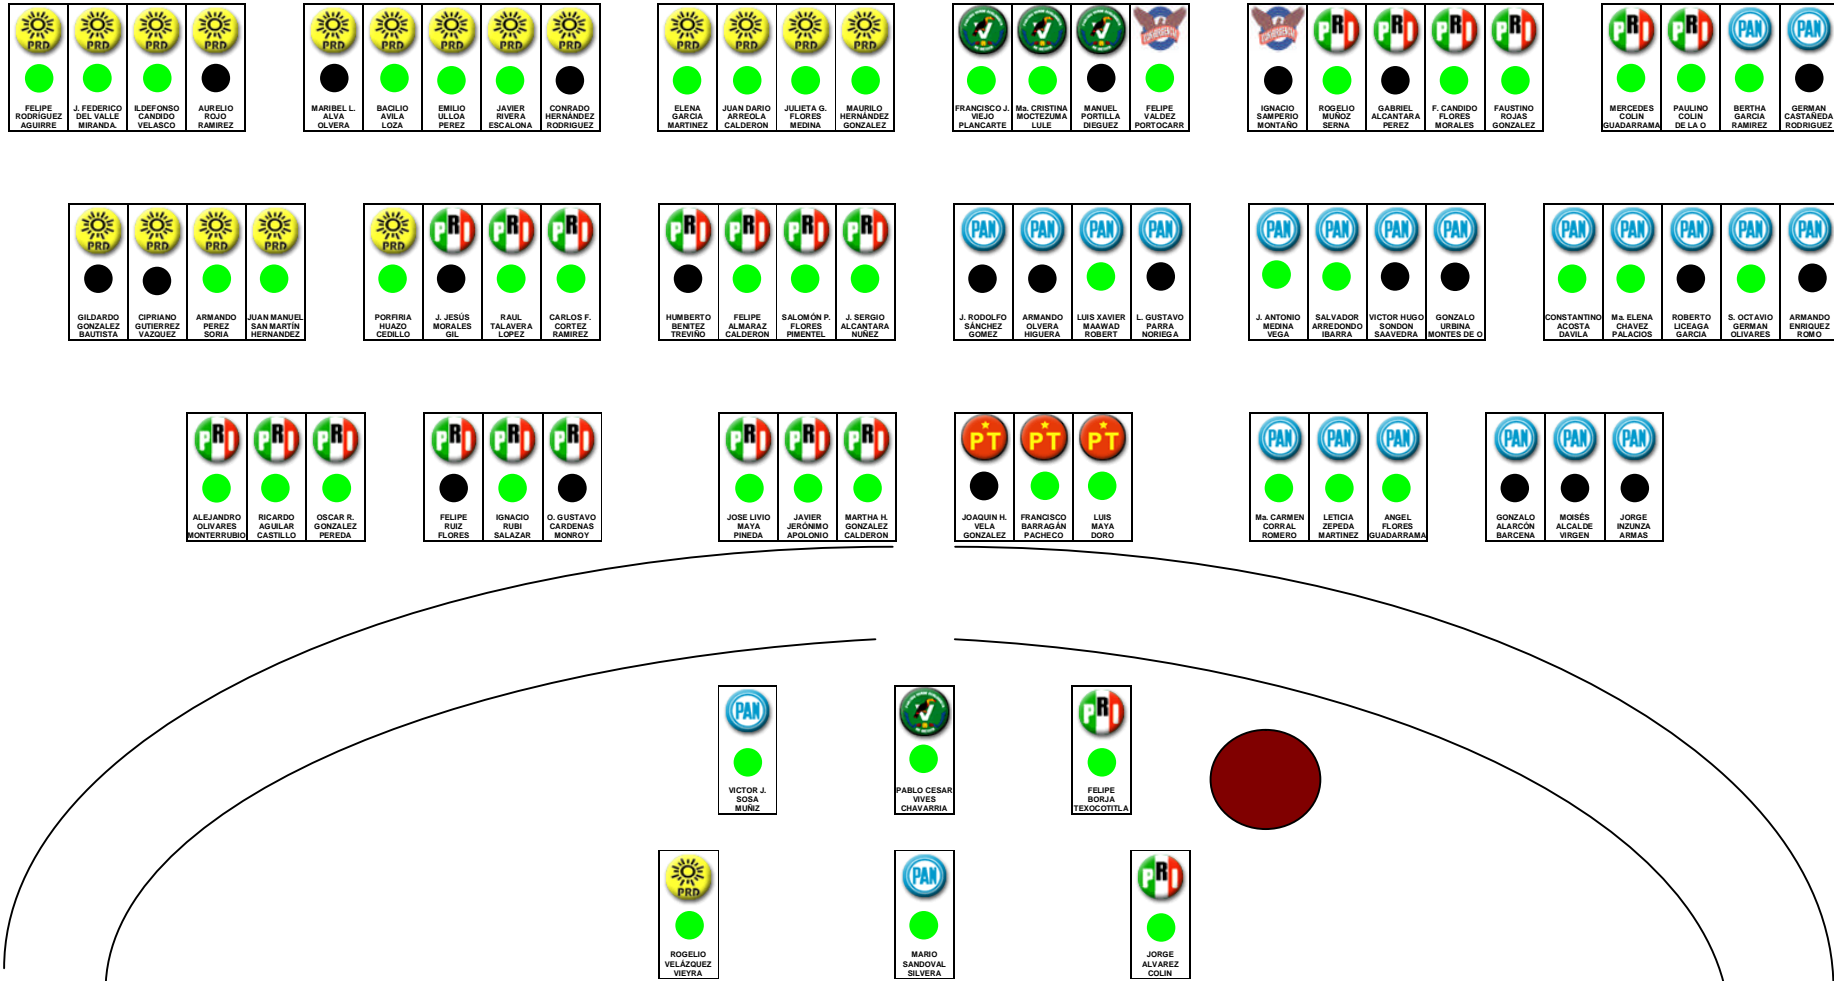 PRD PRD PRD PRD
FELIPE RODRÍGUEZ AGUIRRE
J. FEDERICO DEL VALLE MIRANDA.
ILDEFONSO CANDIDO VELASCO
AURELIO ROJO RAMIREZ
PRD PRD PRD PRD PRD
MARIBEL L. ALVA OLVERA
BACILIO AVILA LOZA
EMILIO ULLOA PEREZ
JAVIER RIVERA ESCALONA
CONRADO HERNÁNDEZ RODRIGUEZ
PRD PRD PRD PRD
ELENA GARCIA MARTINEZ
JUAN DARIO ARREOLA CALDERON
JULIETA G. FLORES MEDINA
MAURILO HERNÁNDEZ GONZALEZ
CONVERGENCIA
FRANCISCO J. VIEJO PLANCARTE
Ma. CRISTINA MOCTEZUMA LULE
MANUEL PORTILLA DIEGUEZ
FELIPE VALDEZ PORTOCARR
CONVERGENCIA PRI PRI PRI PRI
IGNACIO SAMPERIO MONTAÑO
ROGELIO MUÑOZ SERNA
GABRIEL ALCANTARA PEREZ
F. CANDIDO FLORES MORALES
FAUSTINO ROJAS GONZALEZ
PRI PRI PAN PAN
MERCEDES COLIN GUADARRAMA
PAULINO COLIN DE LA O
BERTHA GARCIA RAMIREZ
GERMAN CASTAÑEDA RODRIGUEZ
PRD PRD PRD PRD
GILDARDO GONZALEZ BAUTISTA
CIPRIANO GUTIERREZ VAZQUEZ
ARMANDO PEREZ SORIA
JUAN MANUEL SAN MARTÍN HERNANDEZ
PRD PRI PRI PRI
PORFIRIA HUAZO CEDILLO
J. JESÚS MORALES GIL
RAUL TALAVERA LOPEZ
CARLOS F. CORTEZ RAMIREZ
PRI PRI PRI PRI
HUMBERTO BENITEZ TREVIÑO
FELIPE ALMARAZ CALDERON
SALOMÓN P. FLORES PIMENTEL
J. SERGIO ALCANTARA NUÑEZ
PAN PAN PAN PAN
J. RODOLFO SÁNCHEZ GOMEZ
ARMANDO OLVERA HIGUERA
LUIS XAVIER MAAWAD ROBERT
L. GUSTAVO PARRA NORIEGA
PAN PAN PAN PAN
J. ANTONIO MEDINA VEGA
SALVADOR ARREDONDO IBARRA
VICTOR HUGO SONDON SAAVEDRA
GONZALO URBINA MONTES DE O
PAN PAN PAN PAN PAN
CONSTANTINO ACOSTA DAVILA
Ma. ELENA CHAVEZ PALACIOS
ROBERTO LICEAGA GARCIA
S. OCTAVIO GERMAN OLIVARES
ARMANDO ENRIQUEZ ROMO
PRI PRI PRI
ALEJANDRO OLIVARES MONTERRUBIO
RICARDO AGUILAR CASTILLO
OSCAR R. GONZALEZ PEREDA
PRI PRI PRI
FELIPE RUIZ FLORES
IGNACIO RUBI SALAZAR
O. GUSTAVO CARDENAS MONROY
PRI PRI PRI
JOSE LIVIO MAYA PINEDA
JAVIER JERÓNIMO APOLONIO
MARTHA H. GONZALEZ CALDERON
PT PT PT
JOAQUIN H. VELA GONZALEZ
FRANCISCO BARRAGÁN PACHECO
LUIS MAYA DORO
PAN PAN PAN
Ma. CARMEN CORRAL ROMERO
LETICIA ZEPEDA MARTINEZ
ANGEL FLORES GUADARRAMA
PAN PAN PAN
GONZALO ALARCÓN BARCENA
MOISÉS ALCALDE VIRGEN
JORGE INZUNZA ARMAS
PAN
VICTOR J. SOSA MUÑIZ
PABLO CESAR VIVES CHAVARRIA
PRI
FELIPE BORJA TEXOCOTITLA
PRD
ROGELIO VELÁZQUEZ VIEYRA
PAN
MARIO SANDOVAL SILVERA
PRI
JORGE ALVAREZ COLIN